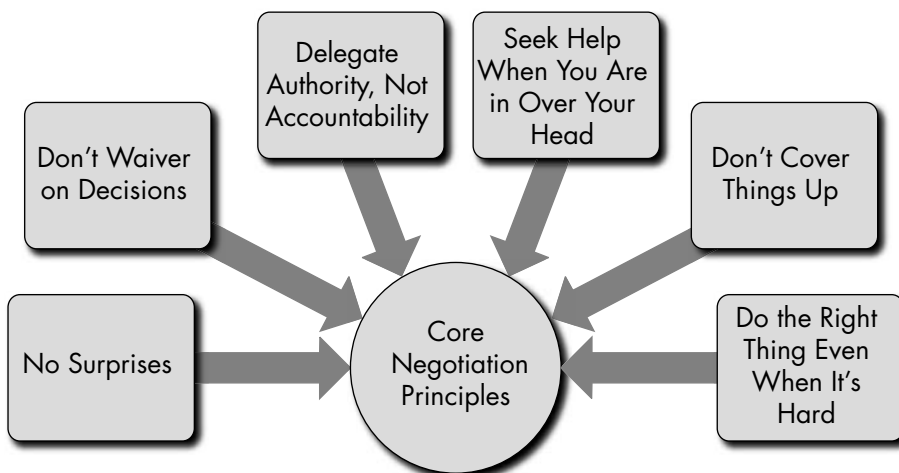 No Surprises
Don't Waiver
on Decisions
Delegate
Authority, Not
Accountability
Seek Help
When You Are
in Over Your
Head
Don't Cover
Things Up
Do the Right
Thing Even
When It's
Hard
Core
Negotiation
Principles